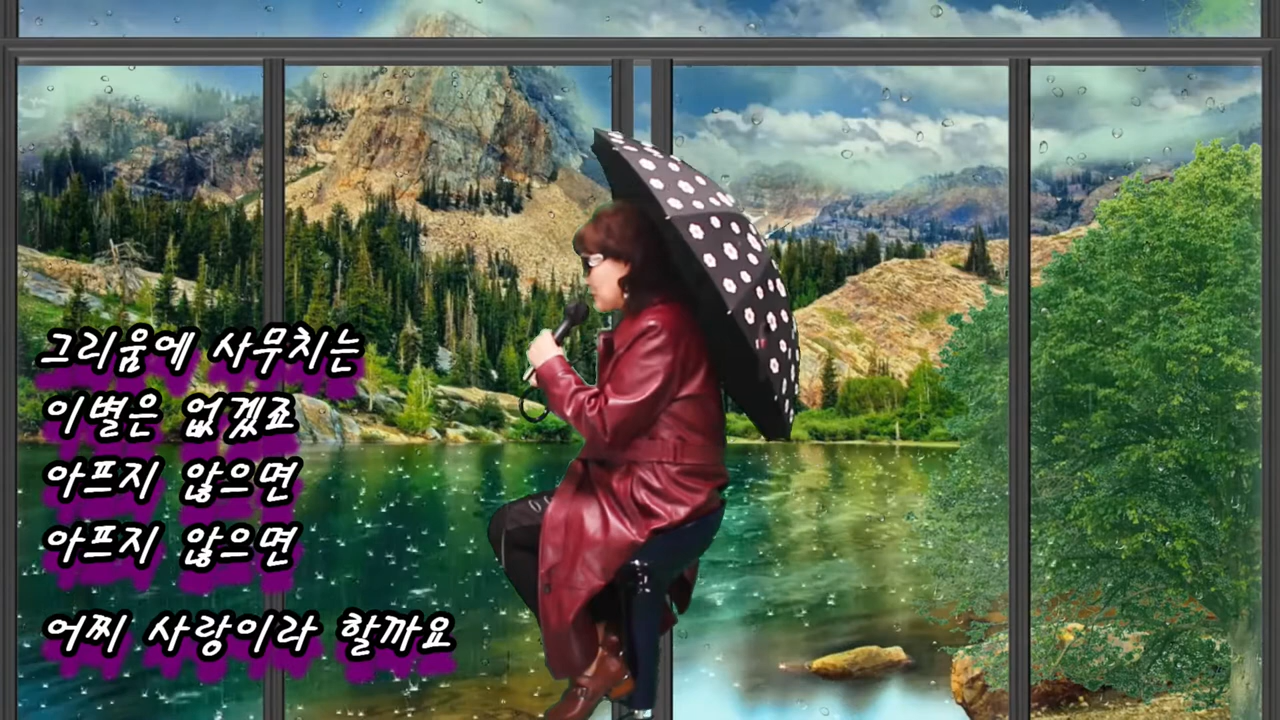 그리움에 사무치는
이별은 없겠죠
아프지 않으면
아프지 않으면
어찌 사랑이라 할까요